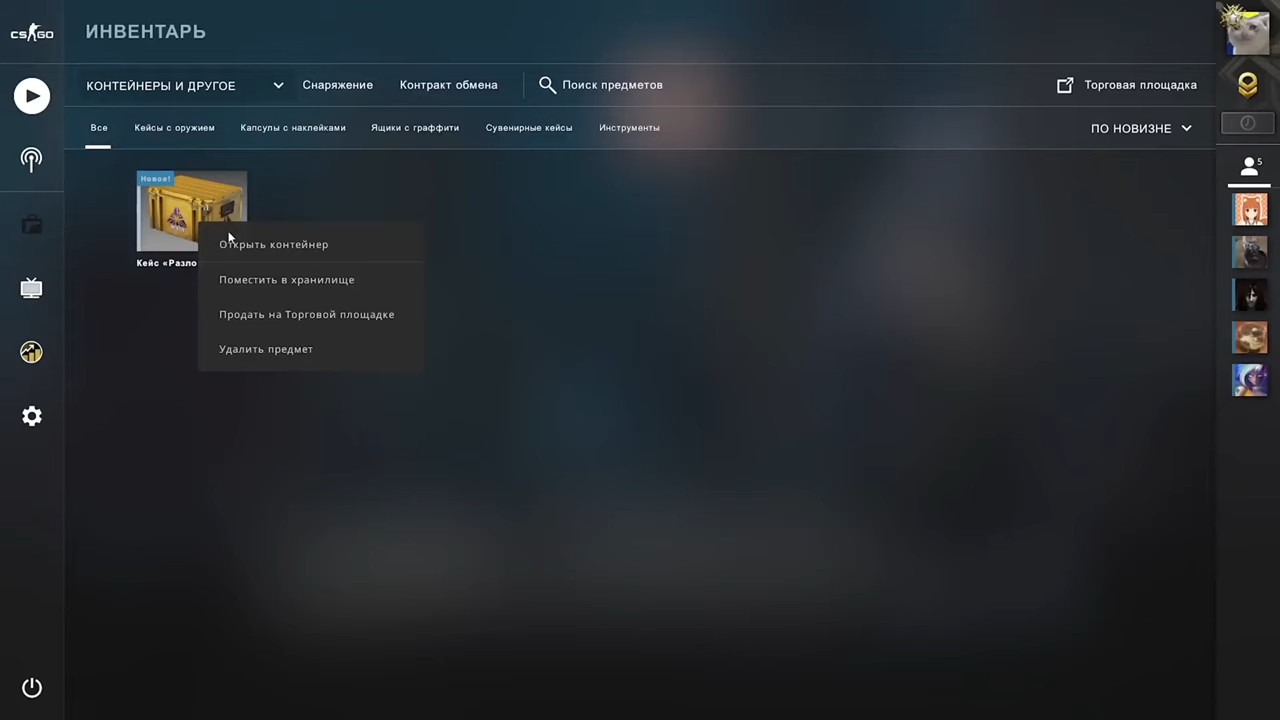 CS GO
ИНВЕНТАРЬ
КОНТЕЙНЕРЫ И ДРУГОЕ
Снаряжение
Контракт обмена
Поиск предметов
Торговая площадка
Все
Кейсы с оружием
Капсулы с наклейками
Ящики с граффити
Сувенирные кейсы
Инструменты
ПО НОВИЗНЕ
5
Новое!
Кейс «Разло
Открыть контейнер
Поместить в хранилище
Продать на Торговой площадке
Удалить предмет